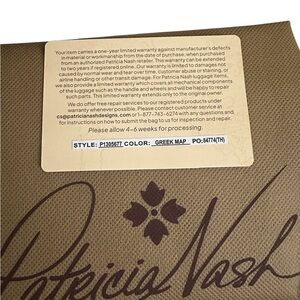 Your item carries a one-year limited warranty against manufacturer's defects
in material or workmanship from the date of purchase, when purchased
from an authorized Patricia Nash retailer. This warranty can be extended
to two years if registered online. Our warranty is limited to damages not
caused by normal wear and tear over time, customer abuse or staining, or
airline handling or other transit damage. For Patricia Nash luggage items,
we also provide a limited warranty which covers all mechanical components
of the luggage such as the handle and wheels and will be happy to repair
such parts. This limited warranty extends only to the original owner.
We do offer free repair services to our registered products under
warranty whenever possible. Please contact customer service at
cs@patricianashdesigns.com or 1-877-743-6274 with any questions and
for instructions on how to submit the bag to us for inspection and repair.
Please allow 4-6 weeks for processing.
STYLE: P1305677 COLOR: GREEK MAP PO:84774(TH)
Patricia Nash